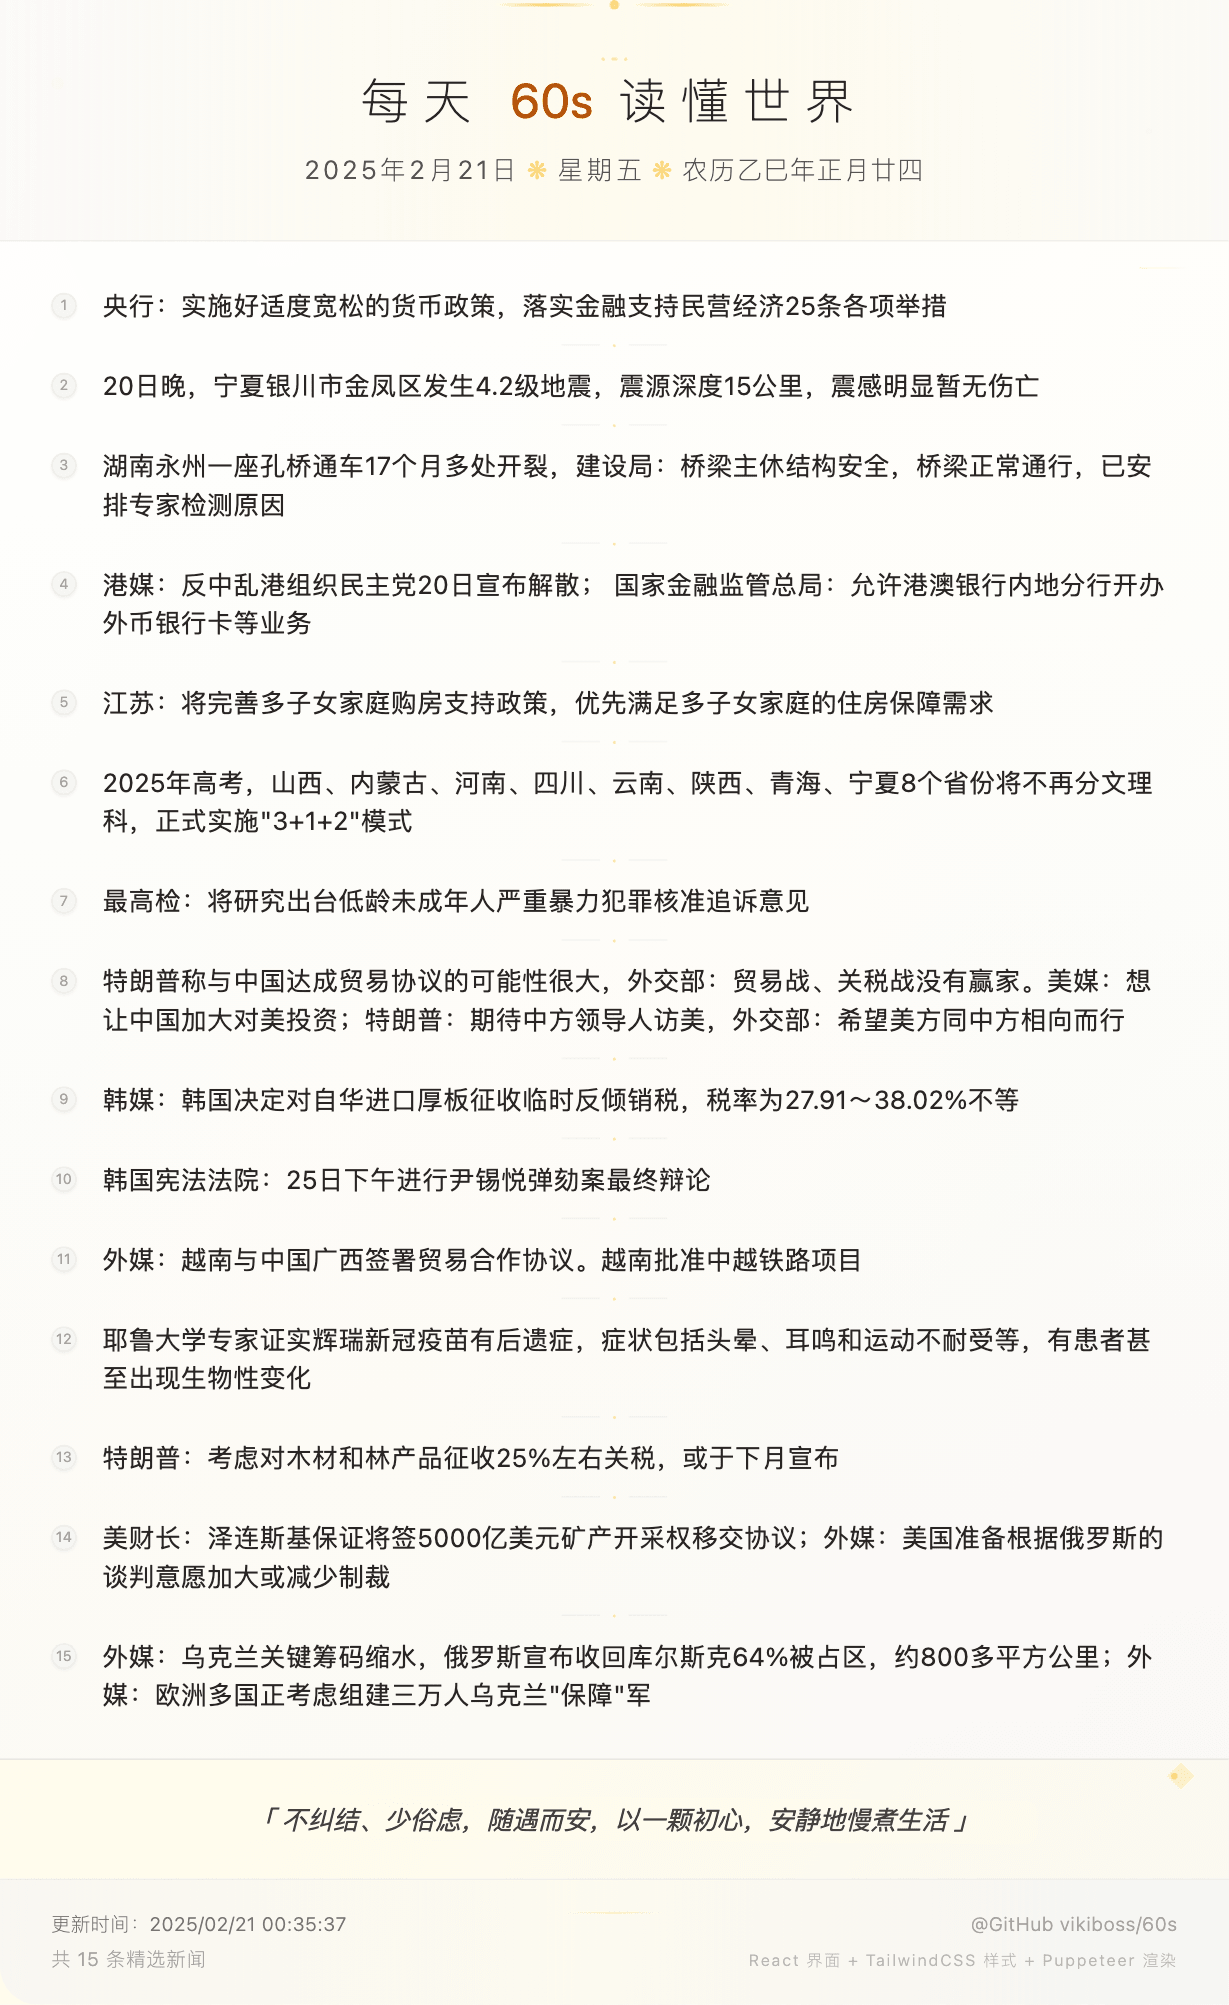 每天 60s 读懂世界
2025年2月21日 ❋ 星期五 ❋ 农历乙巳年正月廿四
1 央行：实施好适度宽松的货币政策，落实金融支持民营经济25条各项举措
2 20日晚，宁夏银川市金凤区发生4.2级地震，震源深度15公里，震感明显暂无伤亡
3 湖南永州一座孔桥通车17个月多处开裂，建设局：桥梁主休结构安全，桥梁正常通行，已安
排专家检测原因
4 港媒：反中乱港组织民主党20日宣布解散； 国家金融监管总局：允许港澳银行内地分行开办
外币银行卡等业务
5 江苏：将完善多子女家庭购房支持政策，优先满足多子女家庭的住房保障需求
6 2025年高考，山西、内蒙古、河南、四川、云南、陕西、青海、宁夏8个省份将不再分文理
科，正式实施"3+1+2"模式
7 最高检：将研究出台低龄未成年人严重暴力犯罪核准追诉意见
8 特朗普称与中国达成贸易协议的可能性很大，外交部：贸易战、关税战没有赢家。美媒：想
让中国加大对美投资；特朗普：期待中方领导人访美，外交部：希望美方同中方相向而行
9 韩媒：韩国决定对自华进口厚板征收临时反倾销税，税率为27.91～38.02%不等
10 韩国宪法法院：25日下午进行尹锡悦弹劾案最终辩论
11 外媒：越南与中国广西签署贸易合作协议。越南批准中越铁路项目
12 耶鲁大学专家证实辉瑞新冠疫苗有后遗症，症状包括头晕、耳鸣和运动不耐受等，有患者甚
至出现生物性变化
13 特朗普：考虑对木材和林产品征收25%左右关税，或于下月宣布
14 美财长：泽连斯基保证将签5000亿美元矿产开采权移交协议；外媒：美国准备根据俄罗斯的
谈判意愿加大或减少制裁
15 外媒：乌克兰关键筹码缩水，俄罗斯宣布收回库尔斯克64%被占区，约800多平方公里；外
媒：欧洲多国正考虑组建三万人乌克兰"保障"军
「 不纠结、少俗虑，随遇而安，以一颗初心，安静地慢煮生活 」
更新时间：2025/02/21 00:35:37
@GitHub vikiboss/60s
共 15 条精选新闻
React 界面 + TailwindCSS 样式 + Puppeteer 渲染